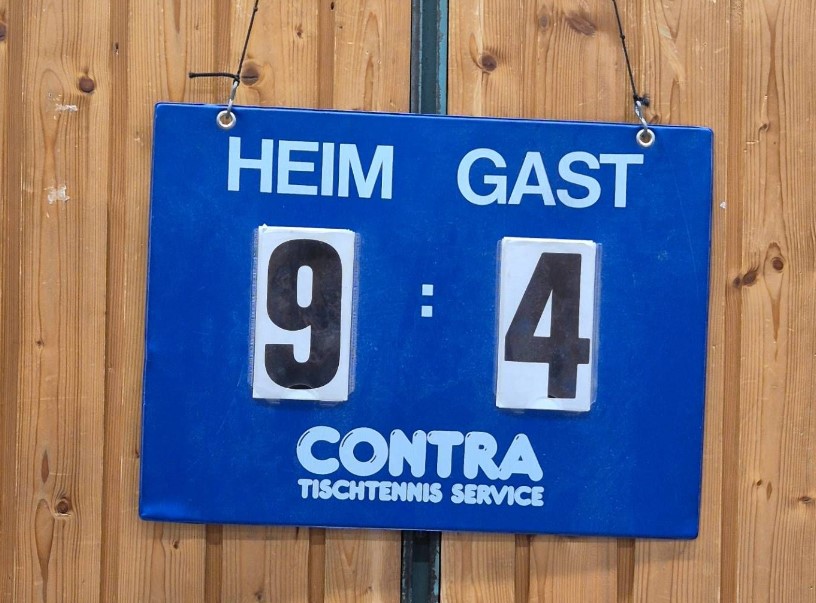 HEIM GAST
9 : 4
CONTRA
TISCHTENNIS SERVICE